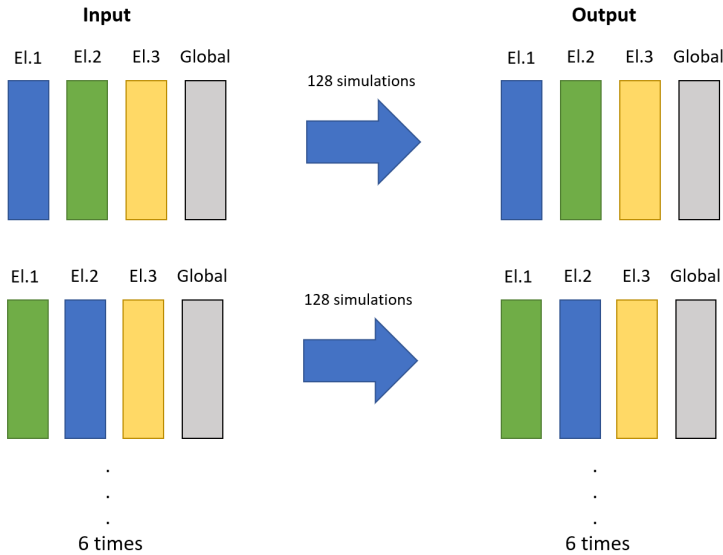 Input Output
El.1 El.2 El.3 Global El.1 El.2 El.3 Global
128 simulations
El.1 El.2 El.3 Global El.1 El.2 El.3 Global
128 simulations
.
.
.
.
.
.
6 times 6 times